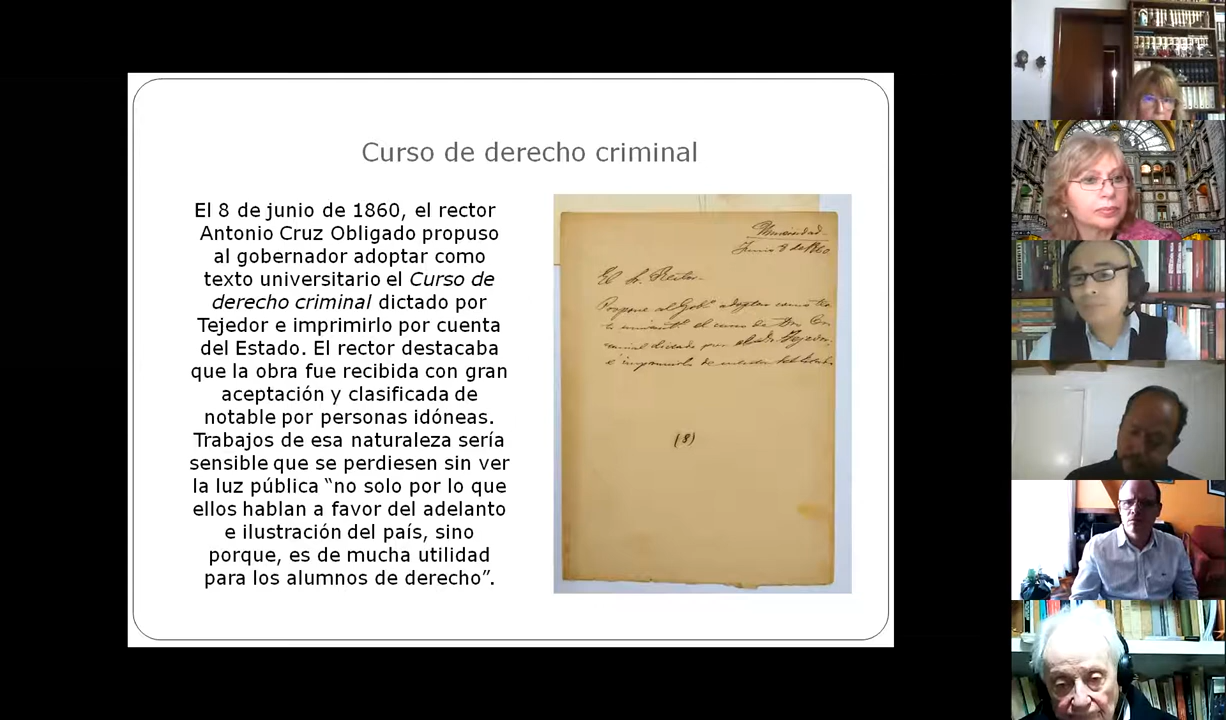 Curso de derecho criminal
El 8 de junio de 1860, el rector
Antonio Cruz Obligado propuso
al gobernador adoptar como
texto universitario el Curso de
derecho criminal dictado por
Tejedor e imprimirlo por cuenta
del Estado. El rector destacaba
que la obra fue recibida con gran
aceptación y clasificada de
notable por personas idóneas.
Trabajos de esa naturaleza sería
sensible que se perdiesen sin ver
la luz pública “no solo por lo que
ellos hablan a favor del adelanto
e ilustración del país, sino
porque, es de mucha utilidad
para los alumnos de derecho”.
Universidad
Junio 8 de 1860
El Sr. Rector
Propone al Gob adoptar como
el curso de
dictado por el Dr. Tejedor,
e imprimirlo de cuenta del Estado
(8)